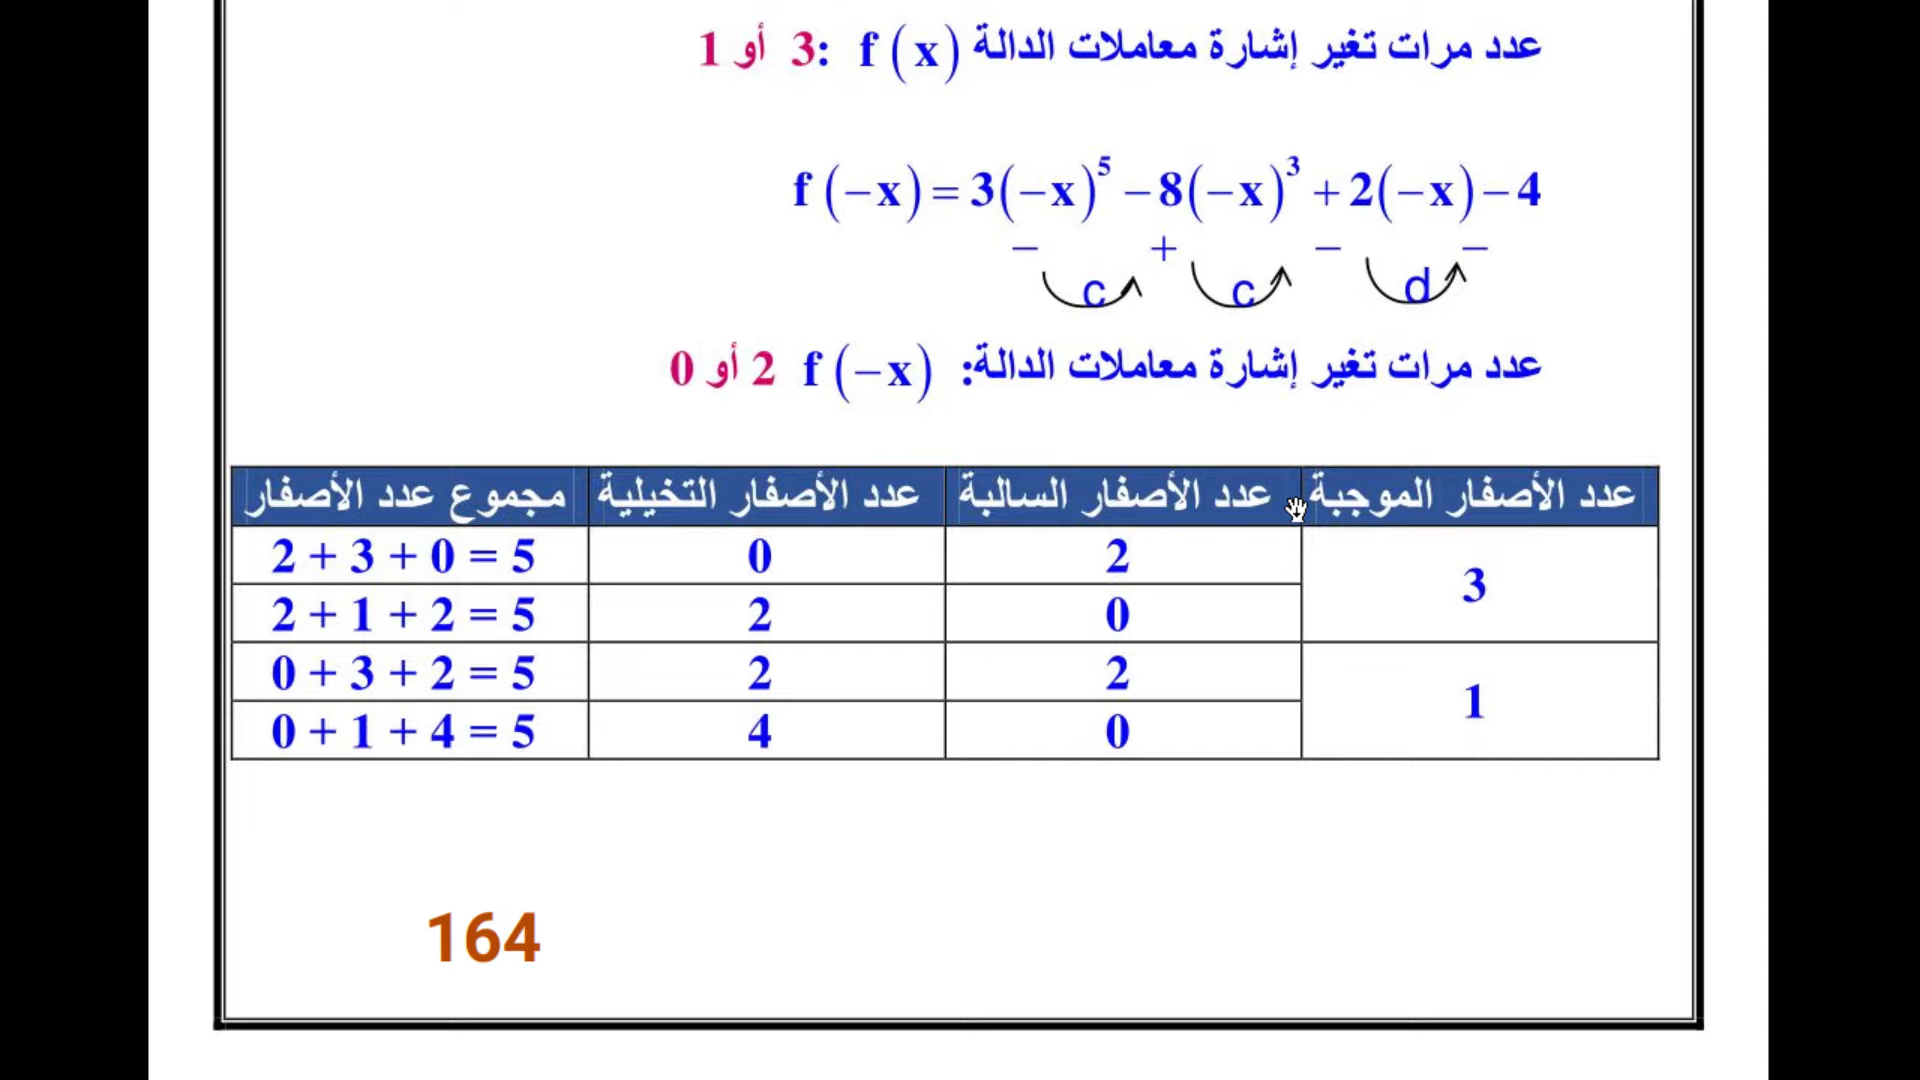 عدد مرات تغير إشارة معاملات الدالة f (x) :3 أو 1
f (−x) = 3(−x)⁵ − 8(−x)³ + 2(−x) − 4
− + − −
c c d
عدد مرات تغير إشارة معاملات الدالة: f (−x) 2 أو 0
عدد الأصفار الموجبة عدد الأصفار السالبة عدد الأصفار التخيلية مجموع عدد الأصفار
3 2 0 2 + 3 + 0 = 5
0 2 2 + 1 + 2 = 5
1 2 2 0 + 3 + 2 = 5
0 4 0 + 1 + 4 = 5
164